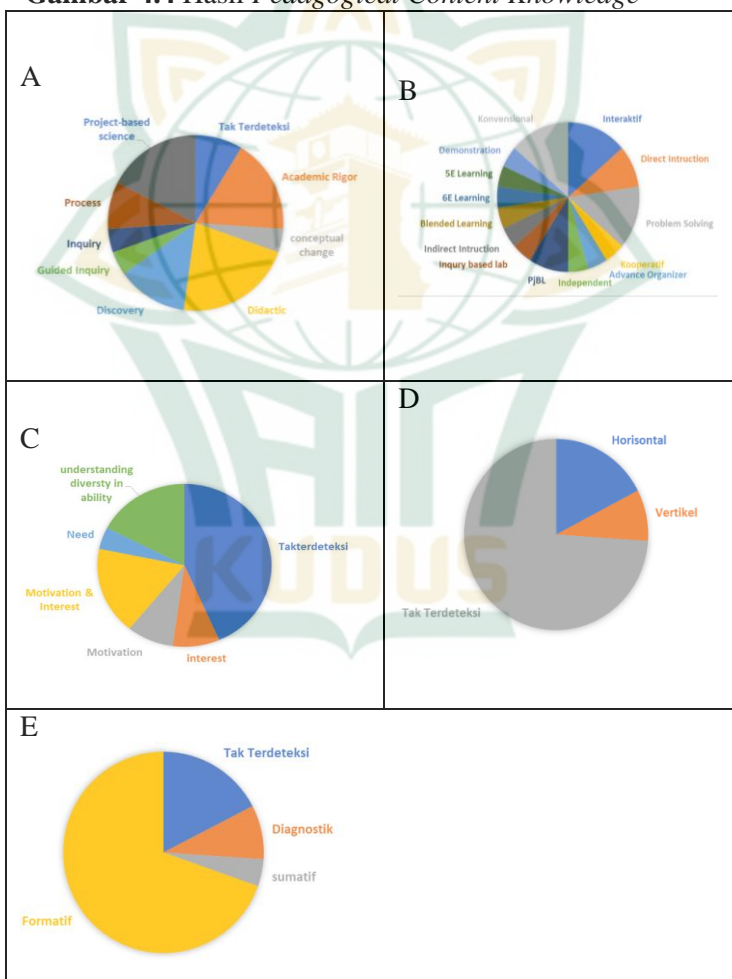 Gambar 4.4 Hasil Pedagogical Content Knowledge
A
Project-based
science
Tak Terdeteksi
Academic Rigor
Process
conceptual
change
Inquiry
Guided Inquiry
Discovery
Didactic
B
Konvensional
Interaktif
Demonstration
Direct Intruction
5E Learning
6E Learning
Blended Learning
Problem Solving
Indirect Intruction
Inqury based lab
Kooperatif
Advance Organizer
PjBL
Independent
C
understanding
diversty in
ability
Need
Takterdeteksi
Motivation &
Interest
Motivation
interest
D
Horisontal
Vertikel
Tak Terdeteksi
E
Tak Terdeteksi
Diagnostik
sumatif
Formatif
IAIN
KUDUS